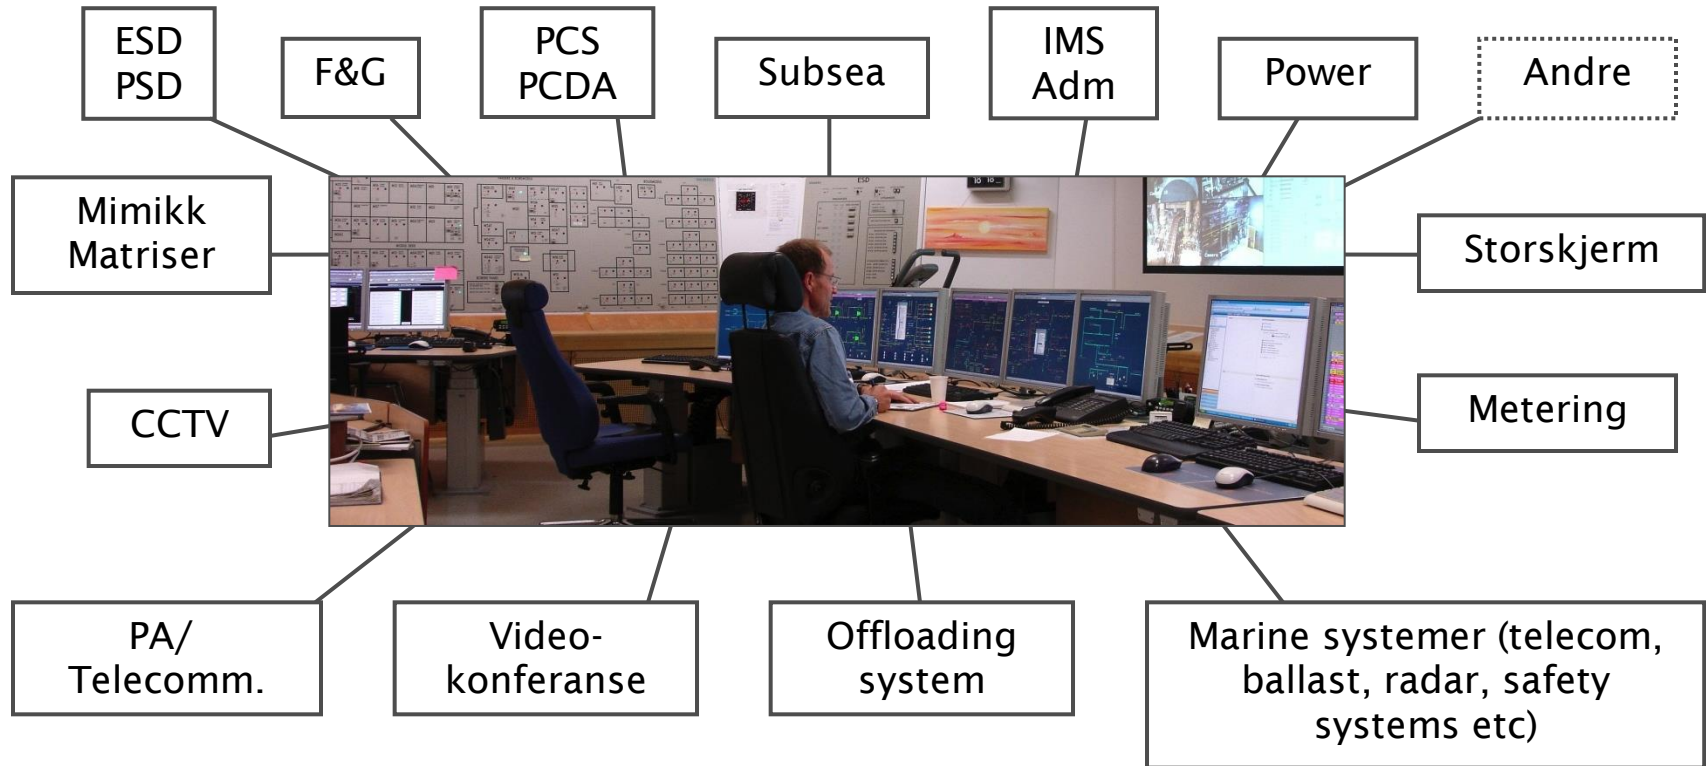 ESD
PSD
F&G
PCS
PCDA
Subsea
IMS
Adm
Power
Andre
Mimikk
Matriser
Storskjerm
CCTV
Metering
ESD
PA/
Telecomm.
Video-
konferanse
Offloading
system
Marine systemer (telecom,
ballast, radar, safety
systems etc)